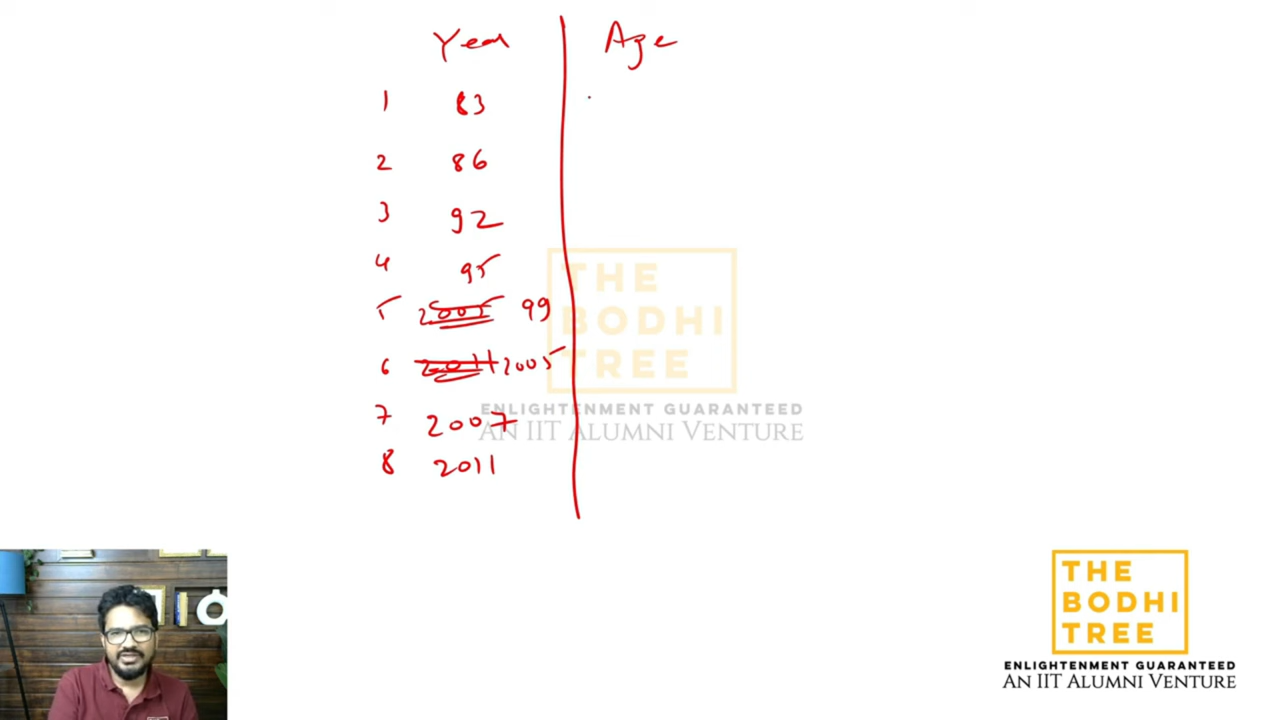 Year Age
1 83
2 86
3 92
4 95
5 2005 99
6 2011 2005
7 2007
8 2011
THE
BODHI
TREE
ENLIGHTENMENT GUARANTEED
AN IIT ALUMNI VENTURE
THE
BODHI
TREE
ENLIGHTENMENT GUARANTEED
AN IIT ALUMNI VENTURE